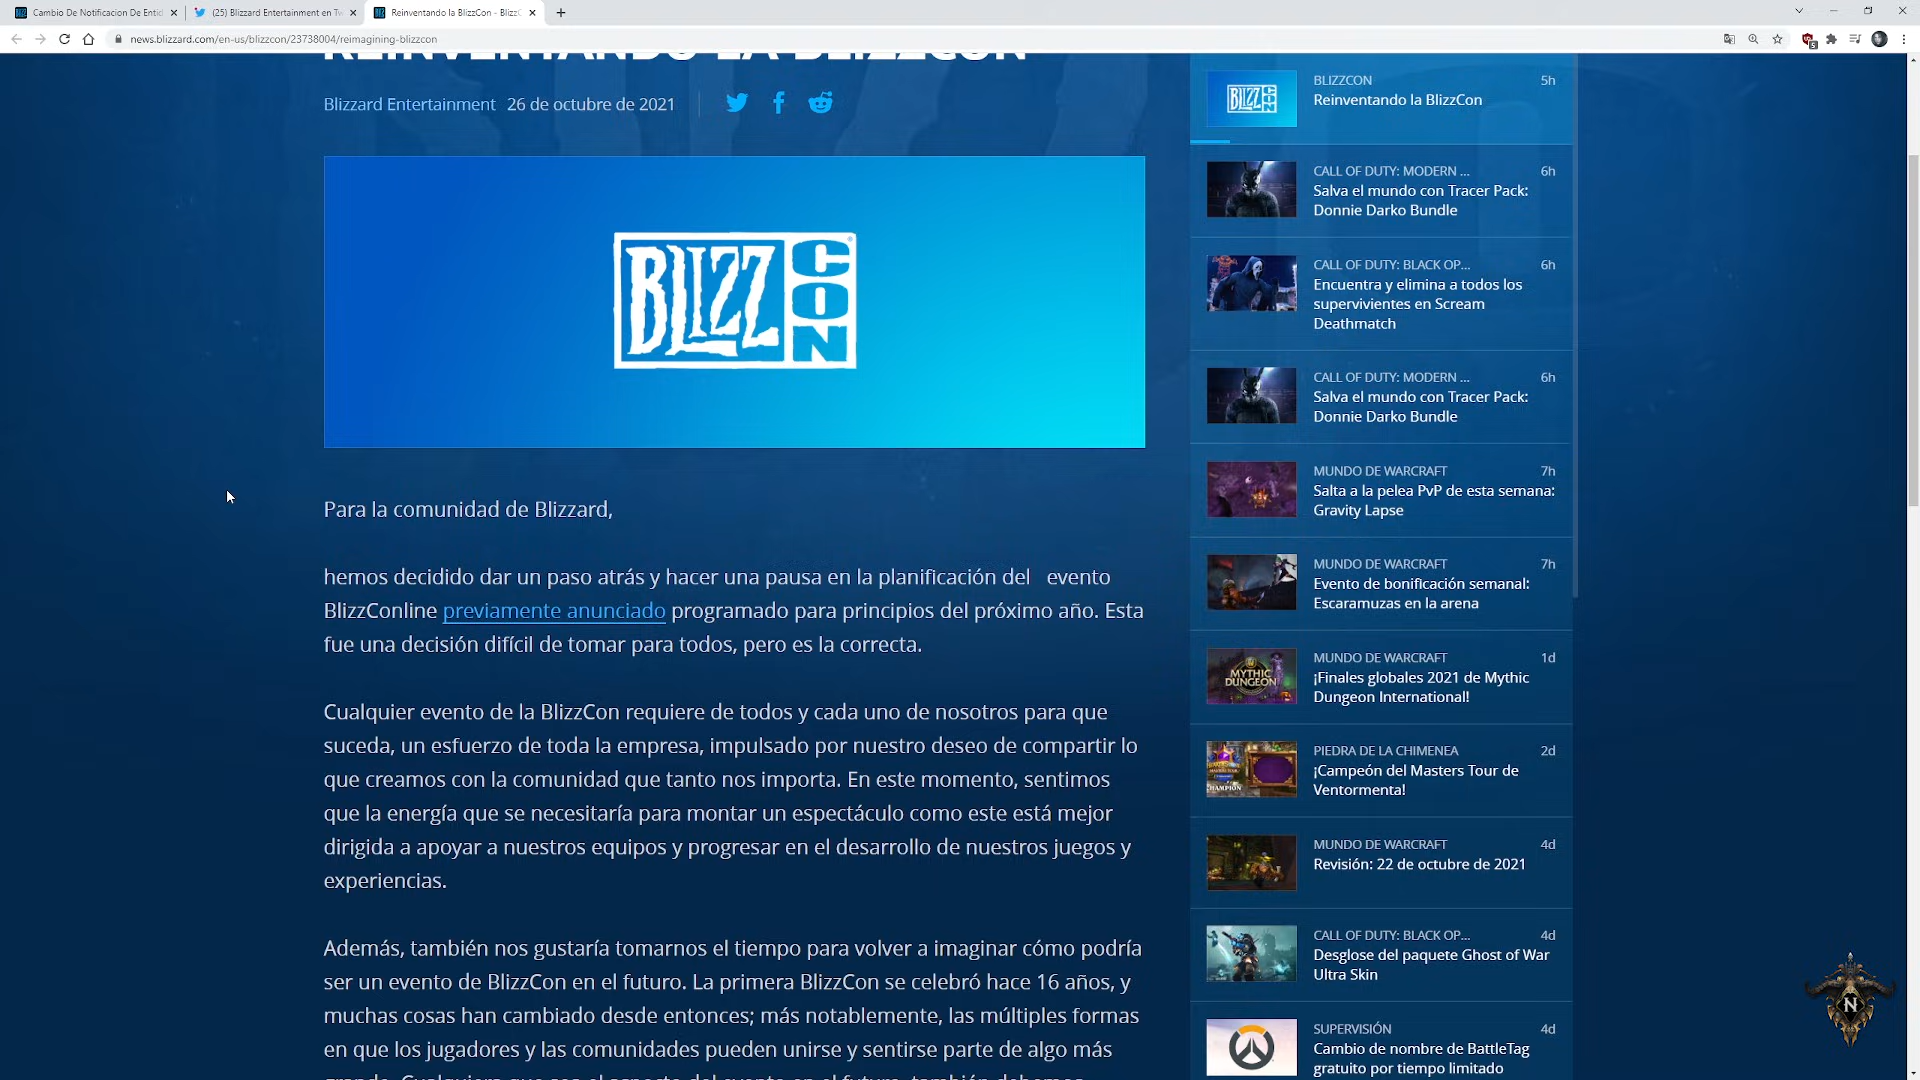 Cambio De Notificacion De Entid
(25) Blizzard Entertainment en Tw
Reinventando la BlizzCon - BlizzC
news.blizzard.com/en-us/blizzcon/23738004/reimagining-blizzcon
5
REINVENTANDO LA BLIZZCON
Blizzard Entertainment 26 de octubre de 2021
BLIZZ CON
Para la comunidad de Blizzard,
hemos decidido dar un paso atrás y hacer una pausa en la planificación del evento
BlizzConline previamente anunciado programado para principios del próximo año. Esta
fue una decisión difícil de tomar para todos, pero es la correcta.
Cualquier evento de la BlizzCon requiere de todos y cada uno de nosotros para que
suceda, un esfuerzo de toda la empresa, impulsado por nuestro deseo de compartir lo
que creamos con la comunidad que tanto nos importa. En este momento, sentimos
que la energía que se necesitaría para montar un espectáculo como este está mejor
dirigida a apoyar a nuestros equipos y progresar en el desarrollo de nuestros juegos y
experiencias.
Además, también nos gustaría tomarnos el tiempo para volver a imaginar cómo podría
ser un evento de BlizzCon en el futuro. La primera BlizzCon se celebró hace 16 años, y
muchas cosas han cambiado desde entonces; más notablemente, las múltiples formas
en que los jugadores y las comunidades pueden unirse y sentirse parte de algo más
BLIZZ CON
BLIZZCON 5h
Reinventando la BlizzCon
CALL OF DUTY: MODERN ... 6h
Salva el mundo con Tracer Pack:
Donnie Darko Bundle
CALL OF DUTY: BLACK OP... 6h
Encuentra y elimina a todos los
supervivientes en Scream
Deathmatch
CALL OF DUTY: MODERN ... 6h
Salva el mundo con Tracer Pack:
Donnie Darko Bundle
MUNDO DE WARCRAFT 7h
Salta a la pelea PvP de esta semana:
Gravity Lapse
MUNDO DE WARCRAFT 7h
Evento de bonificación semanal:
Escaramuzas en la arena
MYTHIC
DUNGEON
MUNDO DE WARCRAFT 1d
¡Finales globales 2021 de Mythic
Dungeon International!
PIEDRA DE LA CHIMENEA 2d
¡Campeón del Masters Tour de
Ventormenta!
MUNDO DE WARCRAFT 4d
Revisión: 22 de octubre de 2021
CALL OF DUTY: BLACK OP... 4d
Desglose del paquete Ghost of War
Ultra Skin
SUPERVISIÓN 4d
Cambio de nombre de BattleTag
gratuito por tiempo limitado
N